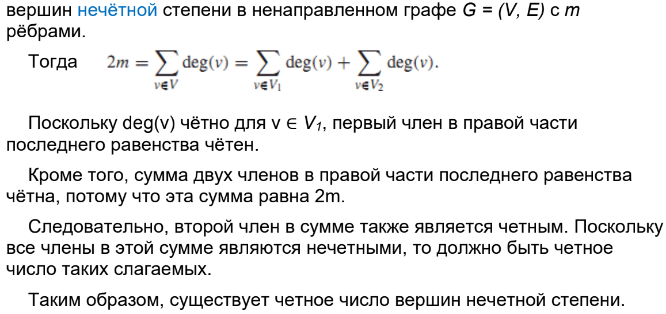 вершин нечётной степени в ненаправленном графе G = (V, E) с m
рёбрами.
Тогда 2m = ∑ deg(v) = ∑ deg(v) + ∑ deg(v).
v∈V v∈V₁ v∈V₂
Поскольку deg(v) чётно для v ∈ V₁, первый член в правой части
последнего равенства чётен.
Кроме того, сумма двух членов в правой части последнего равенства
чётна, потому что эта сумма равна 2m.
Следовательно, второй член в сумме также является четным. Поскольку
все члены в этой сумме являются нечетными, то должно быть четное
число таких слагаемых.
Таким образом, существует четное число вершин нечетной степени.